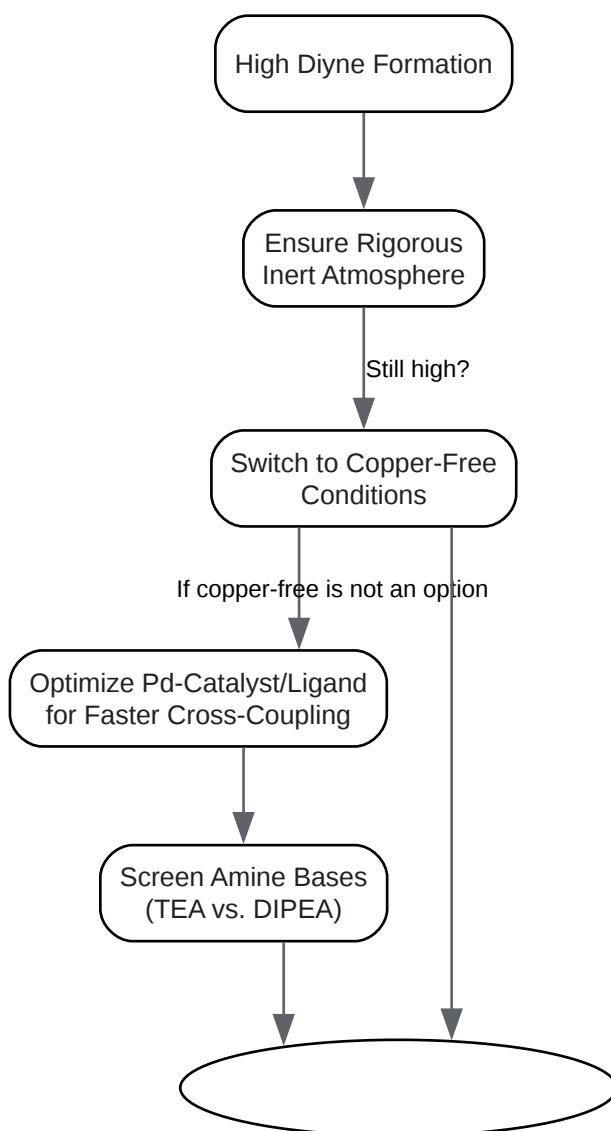 High Diyne Formation
Ensure Rigorous
Inert Atmosphere
Still high?
Switch to Copper-Free
Conditions
If copper-free is not an option
Optimize Pd-Catalyst/Ligand
for Faster Cross-Coupling
Screen Amine Bases
(TEA vs. DIPEA)